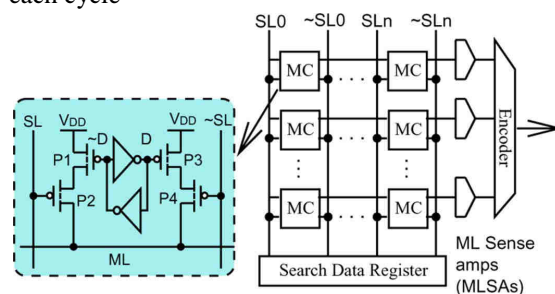 each cycle
SL0 ~SL0 SLn ~SLn
MC MC
MC MC
MC MC
Encoder
SL VDD VDD ~SL
~D D
P1 P3
P2 P4
ML
Search Data Register
ML Sense
amps
(MLSAs)